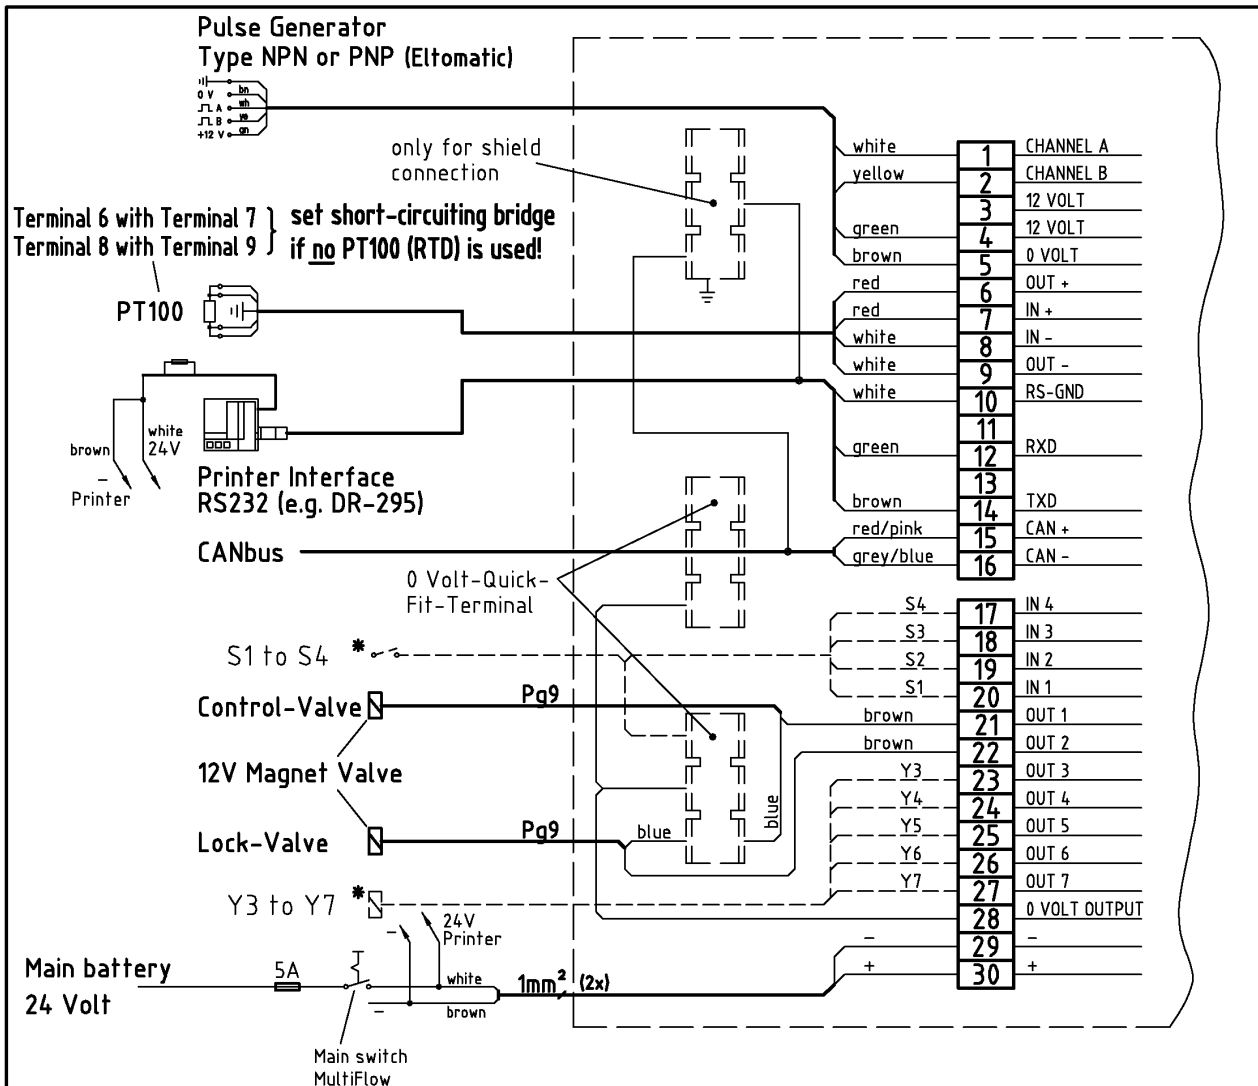 Pulse Generator
Type NPN or PNP (Eltomatic)
0 V bn
A wh
B ye
+12 V gn
only for shield
connection
Terminal 6 with Terminal 7 } set short-circuiting bridge
Terminal 8 with Terminal 9 } if no PT100 (RTD) is used!
PT100
white
24V
brown
-
Printer
Printer Interface
RS232 (e.g. DR-295)
CANbus
0 Volt-Quick-
Fit-Terminal
S1 to S4 *
Control-Valve
Pg9
12V Magnet Valve
Lock-Valve
Pg9
blue
blue
Y3 to Y7 *
-
24V
Printer
Main battery
24 Volt
5A
white
-
brown
1mm² (2x)
Main switch
MultiFlow
white 1 CHANNEL A
yellow 2 CHANNEL B
3 12 VOLT
green 4 12 VOLT
brown 5 0 VOLT
red 6 OUT +
red 7 IN +
white 8 IN -
white 9 OUT -
white 10 RS-GND
11
green 12 RXD
13
brown 14 TXD
red/pink 15 CAN +
grey/blue 16 CAN -
S4 17 IN 4
S3 18 IN 3
S2 19 IN 2
S1 20 IN 1
brown 21 OUT 1
brown 22 OUT 2
Y3 23 OUT 3
Y4 24 OUT 4
Y5 25 OUT 5
Y6 26 OUT 6
Y7 27 OUT 7
28 0 VOLT OUTPUT
- 29 -
+ 30 +